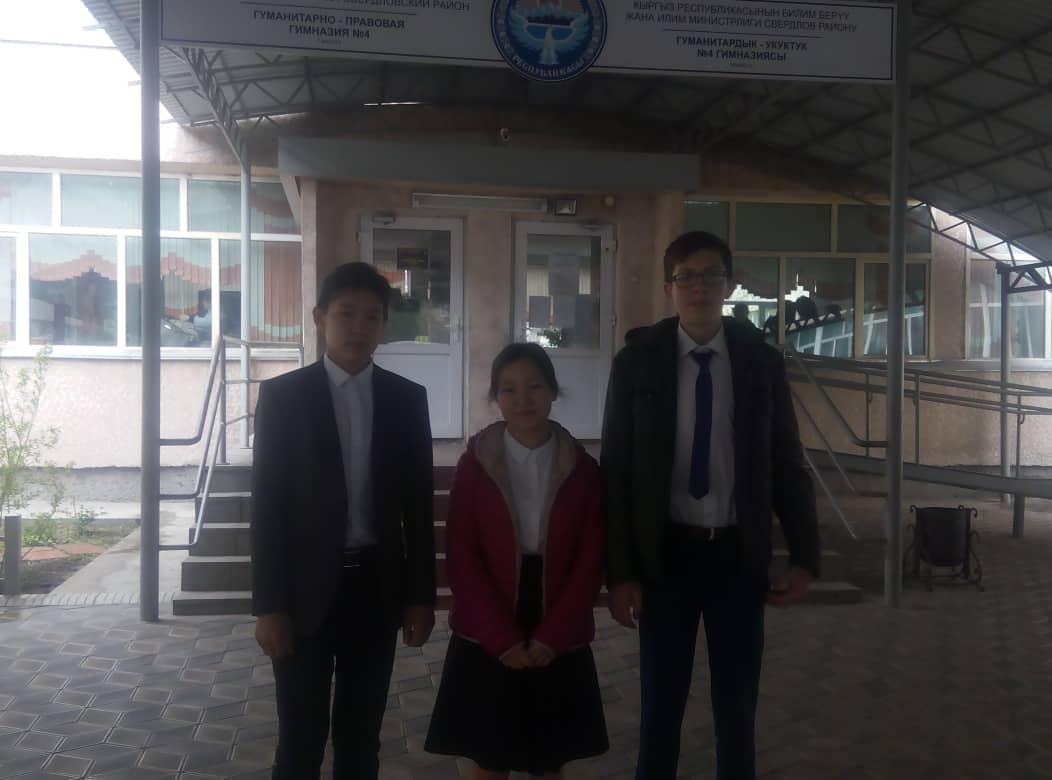 СВЕРДЛОВСКИЙ РАЙОН
ГУМАНИТАРНО - ПРАВОВАЯ
ГИМНАЗИЯ №4
РЕСПУБЛИКАСЫ
КЫРГЫЗ РЕСПУБЛИКАСЫНЫН БИЛИМ БЕРҮҮ
ЖАНА ИЛИМ МИНИСТРЛИГИ СВЕРДЛОВ РАЙОНУ
ГУМАНИТАРДЫК - УКУКТУК
№4 ГИМНАЗИЯСЫ